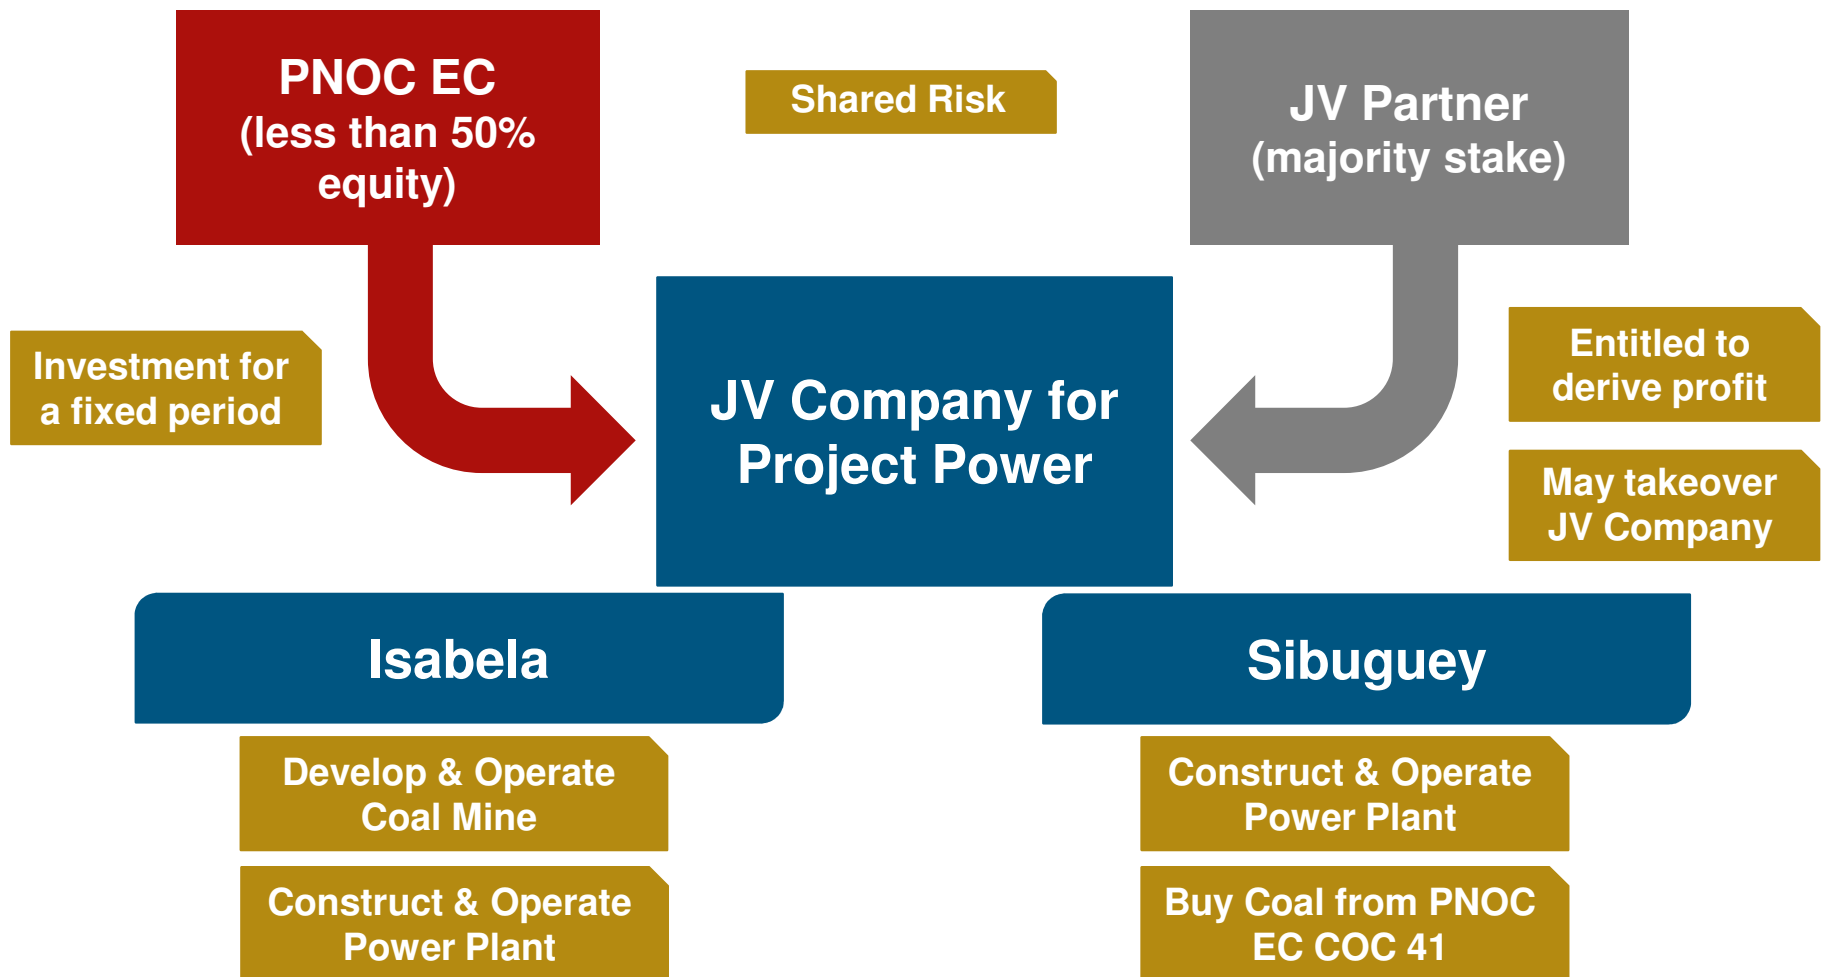 PNOC EC
(less than 50%
equity)
Shared Risk
JV Partner
(majority stake)
Investment for
a fixed period
JV Company for
Project Power
Entitled to
derive profit
May takeover
JV Company
Isabela
Develop & Operate
Coal Mine
Construct & Operate
Power Plant
Sibuguey
Construct & Operate
Power Plant
Buy Coal from PNOC
EC COC 41